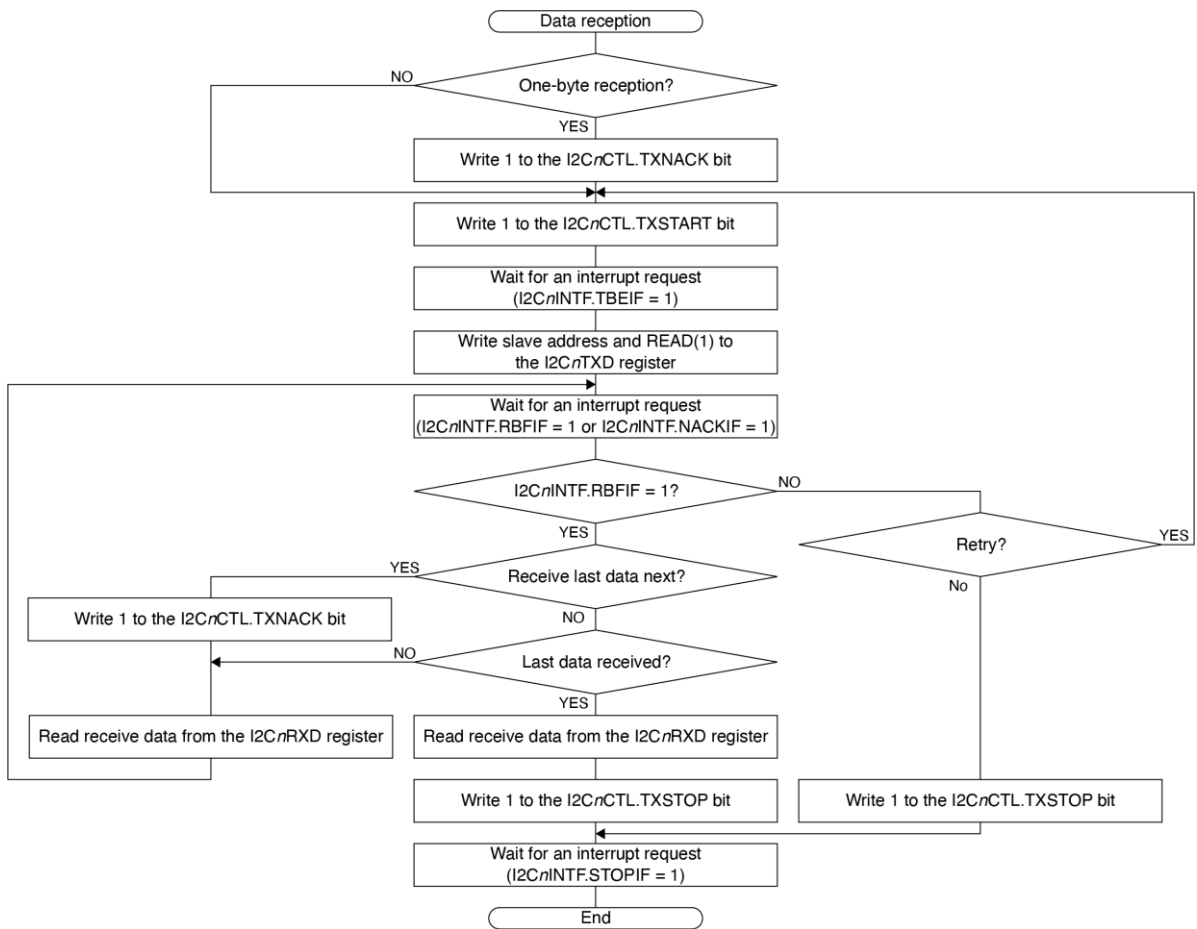 Data reception
NO
One-byte reception?
YES
Write 1 to the I2CnCTL.TXNACK bit
Write 1 to the I2CnCTL.TXSTART bit
Wait for an interrupt request
(I2CnINTF.TBEIF = 1)
Write slave address and READ(1) to
the I2CnTXD register
Wait for an interrupt request
(I2CnINTF.RBFIF = 1 or I2CnINTF.NACKIF = 1)
I2CnINTF.RBFIF = 1?
NO
YES
Retry?
YES
No
YES
Receive last data next?
NO
Write 1 to the I2CnCTL.TXNACK bit
NO
Last data received?
YES
Read receive data from the I2CnRXD register
Read receive data from the I2CnRXD register
Write 1 to the I2CnCTL.TXSTOP bit
Write 1 to the I2CnCTL.TXSTOP bit
Wait for an interrupt request
(I2CnINTF.STOPIF = 1)
End